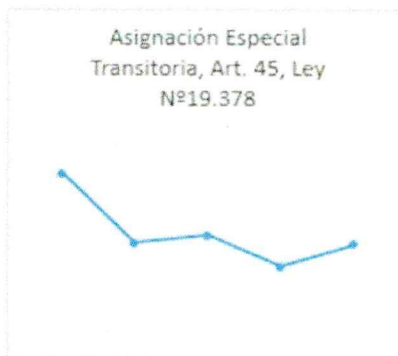 Asignación Especial
Transitoria, Art. 45, Ley
Nº19.378